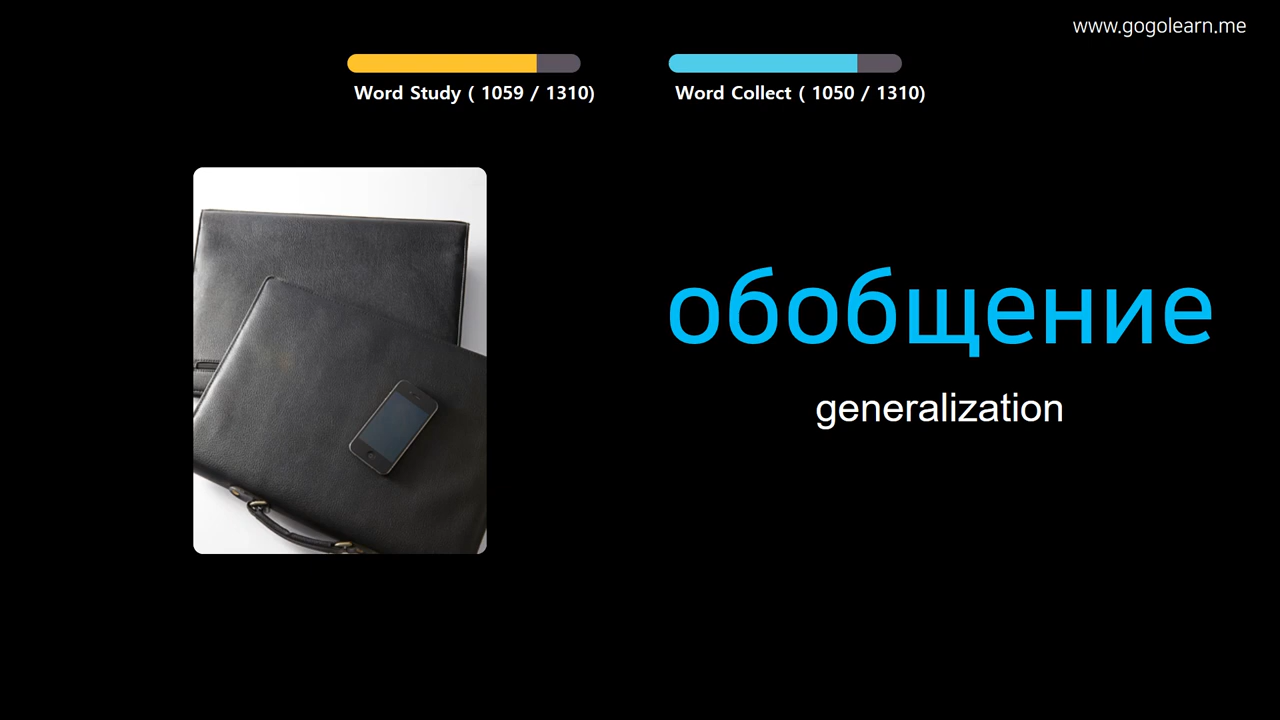 www.gogolearn.me
Word Study ( 1059 / 1310)
Word Collect ( 1050 / 1310)
обобщение
generalization